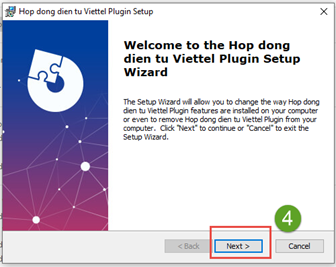 Hop dong dien tu Viettel Plugin Setup
Welcome to the Hop dong
dien tu Viettel Plugin Setup
Wizard
The Setup Wizard will allow you to change the way Hop dong
dien tu Viettel Plugin features are installed on your computer
or even to remove Hop dong dien tu Viettel Plugin from your
computer. Click "Next" to continue or "Cancel" to exit the
Setup Wizard.
4
< Back Next > Cancel